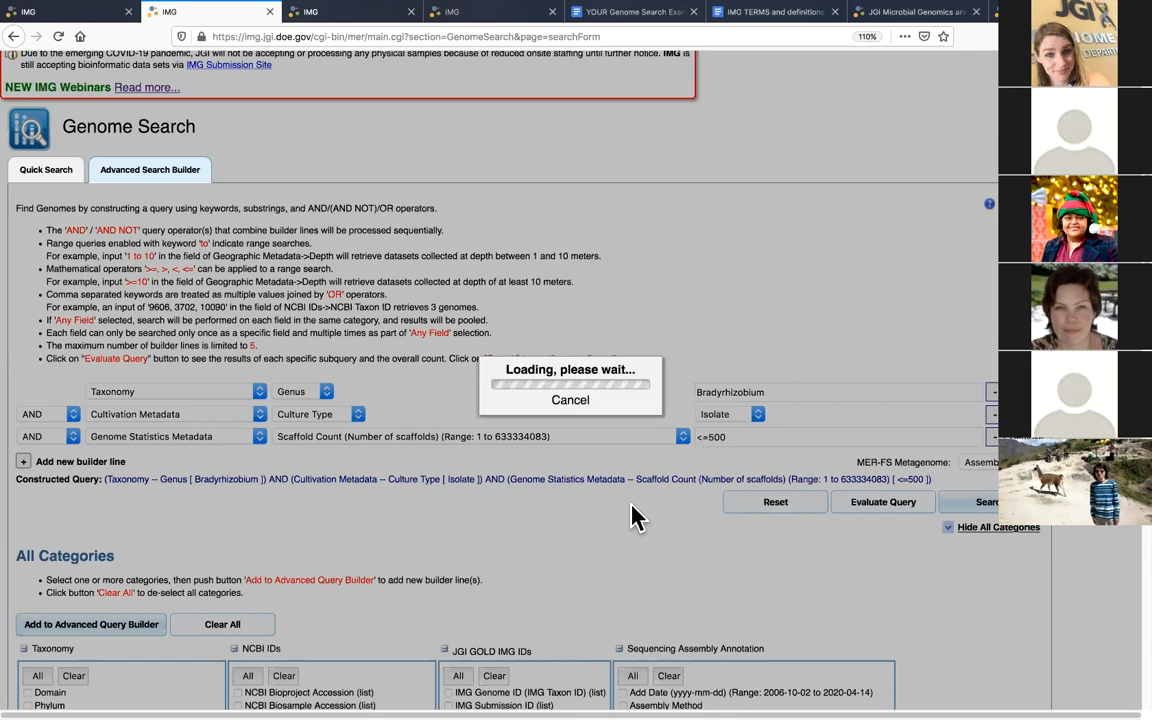 IMG
IMG
IMG
IMG
YOUR Genome Search Exa
IMG TERMS and definition
JGI Microbial Genomics an
https://img.jgi.doe.gov/cgi-bin/mer/main.cgi?section=GenomeSearch&page=searchForm
110%
Due to the emerging COVID-19 pandemic, JGI will not be accepting or processing any physical samples because of reduced onsite staffing until further notice. IMG is
still accepting bioinformatic data sets via IMG Submission Site
NEW IMG Webinars Read more...
Genome Search
Quick Search
Advanced Search Builder
Find Genomes by constructing a query using keywords, substrings, and AND/(AND NOT)/OR operators.
• The 'AND' / 'AND NOT' query operator(s) that combine builder lines will be processed sequentially.
• Range queries enabled with keyword 'to' indicate range searches.
For example, input '1 to 10' in the field of Geographic Metadata->Depth will retrieve datasets collected at depth between 1 and 10 meters.
• Mathematical operators '>=, >, <, <=' can be applied to a range search.
For example, input '>=10' in the field of Geographic Metadata->Depth will retrieve datasets collected at depth of at least 10 meters.
• Comma separated keywords are treated as multiple values joined by 'OR' operators.
For example, an input of '9606, 3702, 10090' in the field of NCBI IDs->NCBI Taxon ID retrieves 3 genomes.
• If 'Any Field' selected, search will be performed on each field in the same category, and results will be pooled.
• Each field can only be searched only once as a specific field and multiple times as part of 'Any Field' selection.
• The maximum number of builder lines is limited to 5.
• Click on "Evaluate Query" button to see the results of each specific subquery and the overall count. Click on
Loading, please wait...
Cancel
Taxonomy Genus Bradyrhizobium -
AND Cultivation Metadata Culture Type Isolate -
AND Genome Statistics Metadata Scaffold Count (Number of scaffolds) (Range: 1 to 633334083) <=500 -
+ Add new builder line
MER-FS Metagenome: Assemb
Constructed Query: (Taxonomy -- Genus [ Bradyrhizobium ]) AND (Cultivation Metadata -- Culture Type [ Isolate ]) AND (Genome Statistics Metadata -- Scaffold Count (Number of scaffolds) (Range: 1 to 633334083) [ <=500 ])
Reset
Evaluate Query
Sear
Hide All Categories
All Categories
• Select one or more categories, then push button 'Add to Advanced Query Builder' to add new builder line(s).
• Click button 'Clear All' to de-select all categories.
Add to Advanced Query Builder
Clear All
Taxonomy
NCBI IDs
JGI GOLD IMG IDs
Sequencing Assembly Annotation
All Clear
All Clear
All Clear
All Clear
Domain
NCBI Bioproject Accession (list)
IMG Genome ID (IMG Taxon ID) (list)
Add Date (yyyy-mm-dd) (Range: 2006-10-02 to 2020-04-14)
Phylum
NCBI Biosample Accession (list)
IMG Submission ID (list)
Assembly Method
JGI